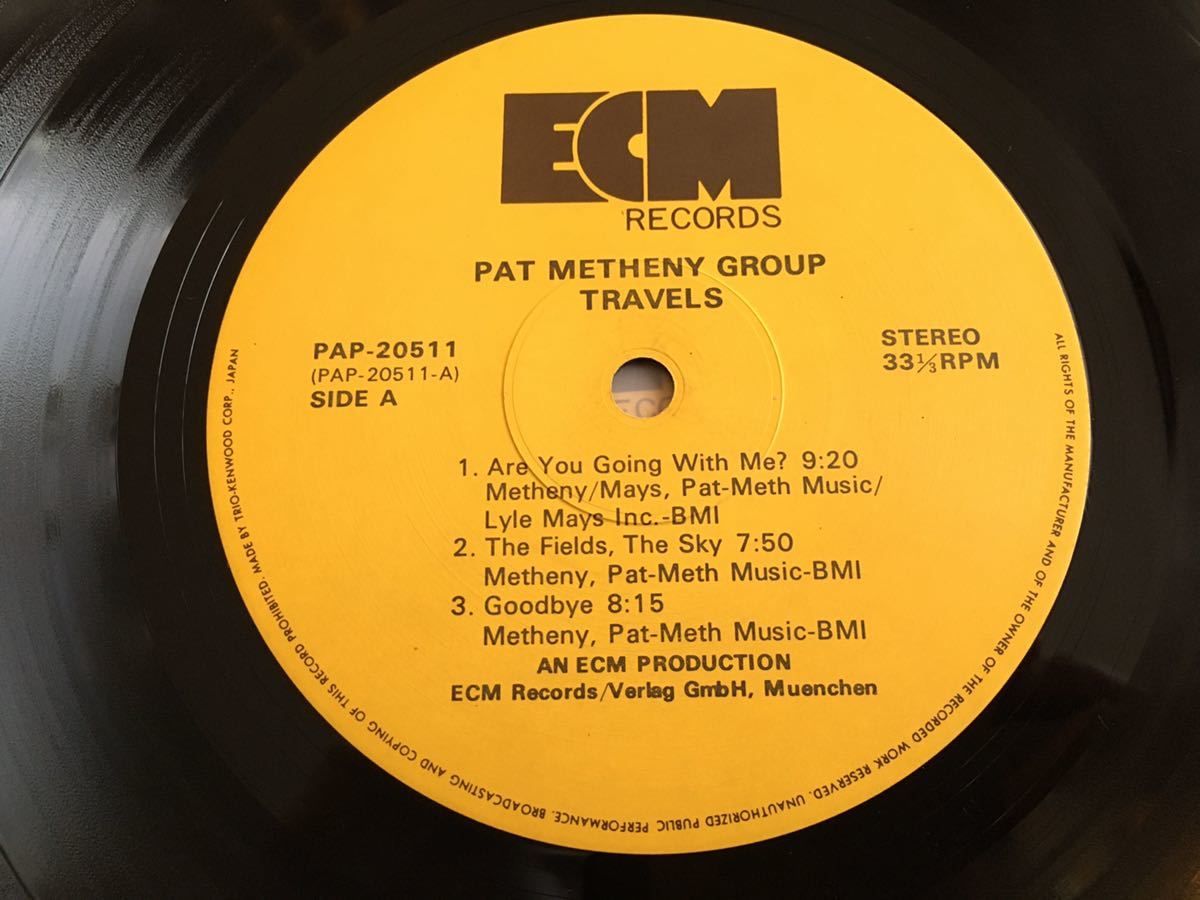 ECM
RECORDS
PAT METHENY GROUP
TRAVELS
PAP-20511
(PAP-20511-A)
SIDE A
STEREO
33⅓RPM
1. Are You Going With Me? 9:20
Metheny/Mays, Pat-Meth Music/
Lyle Mays Inc.-BMI
2. The Fields, The Sky 7:50
Metheny, Pat-Meth Music-BMI
3. Goodbye 8:15
Metheny, Pat-Meth Music-BMI
AN ECM PRODUCTION
ECM Records/Verlag GmbH, Muenchen
ALL RIGHTS OF THE MANUFACTURER AND OF THE OWNER OF THE RECORDED WORK RESERVED. UNAUTHORIZED PUBLIC PERFORMANCE. BROADCASTING AND COPYING OF THIS RECORD PROHIBITED. MADE BY TRIO-KENWOOD CORP., JAPAN